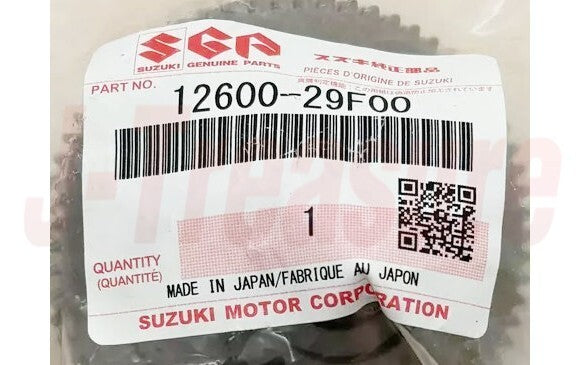 SGP
SUZUKI GENUINE PARTS
スズキ純正部品
PIÈCES D'ORIGINE DE SUZUKI
PART NO.
12600-29F00
1
QUANTITY
(QUANTITÉ)
MADE IN JAPAN/FABRIQUE AU JAPON
SUZUKI MOTOR CORPORATION
J-Treasure